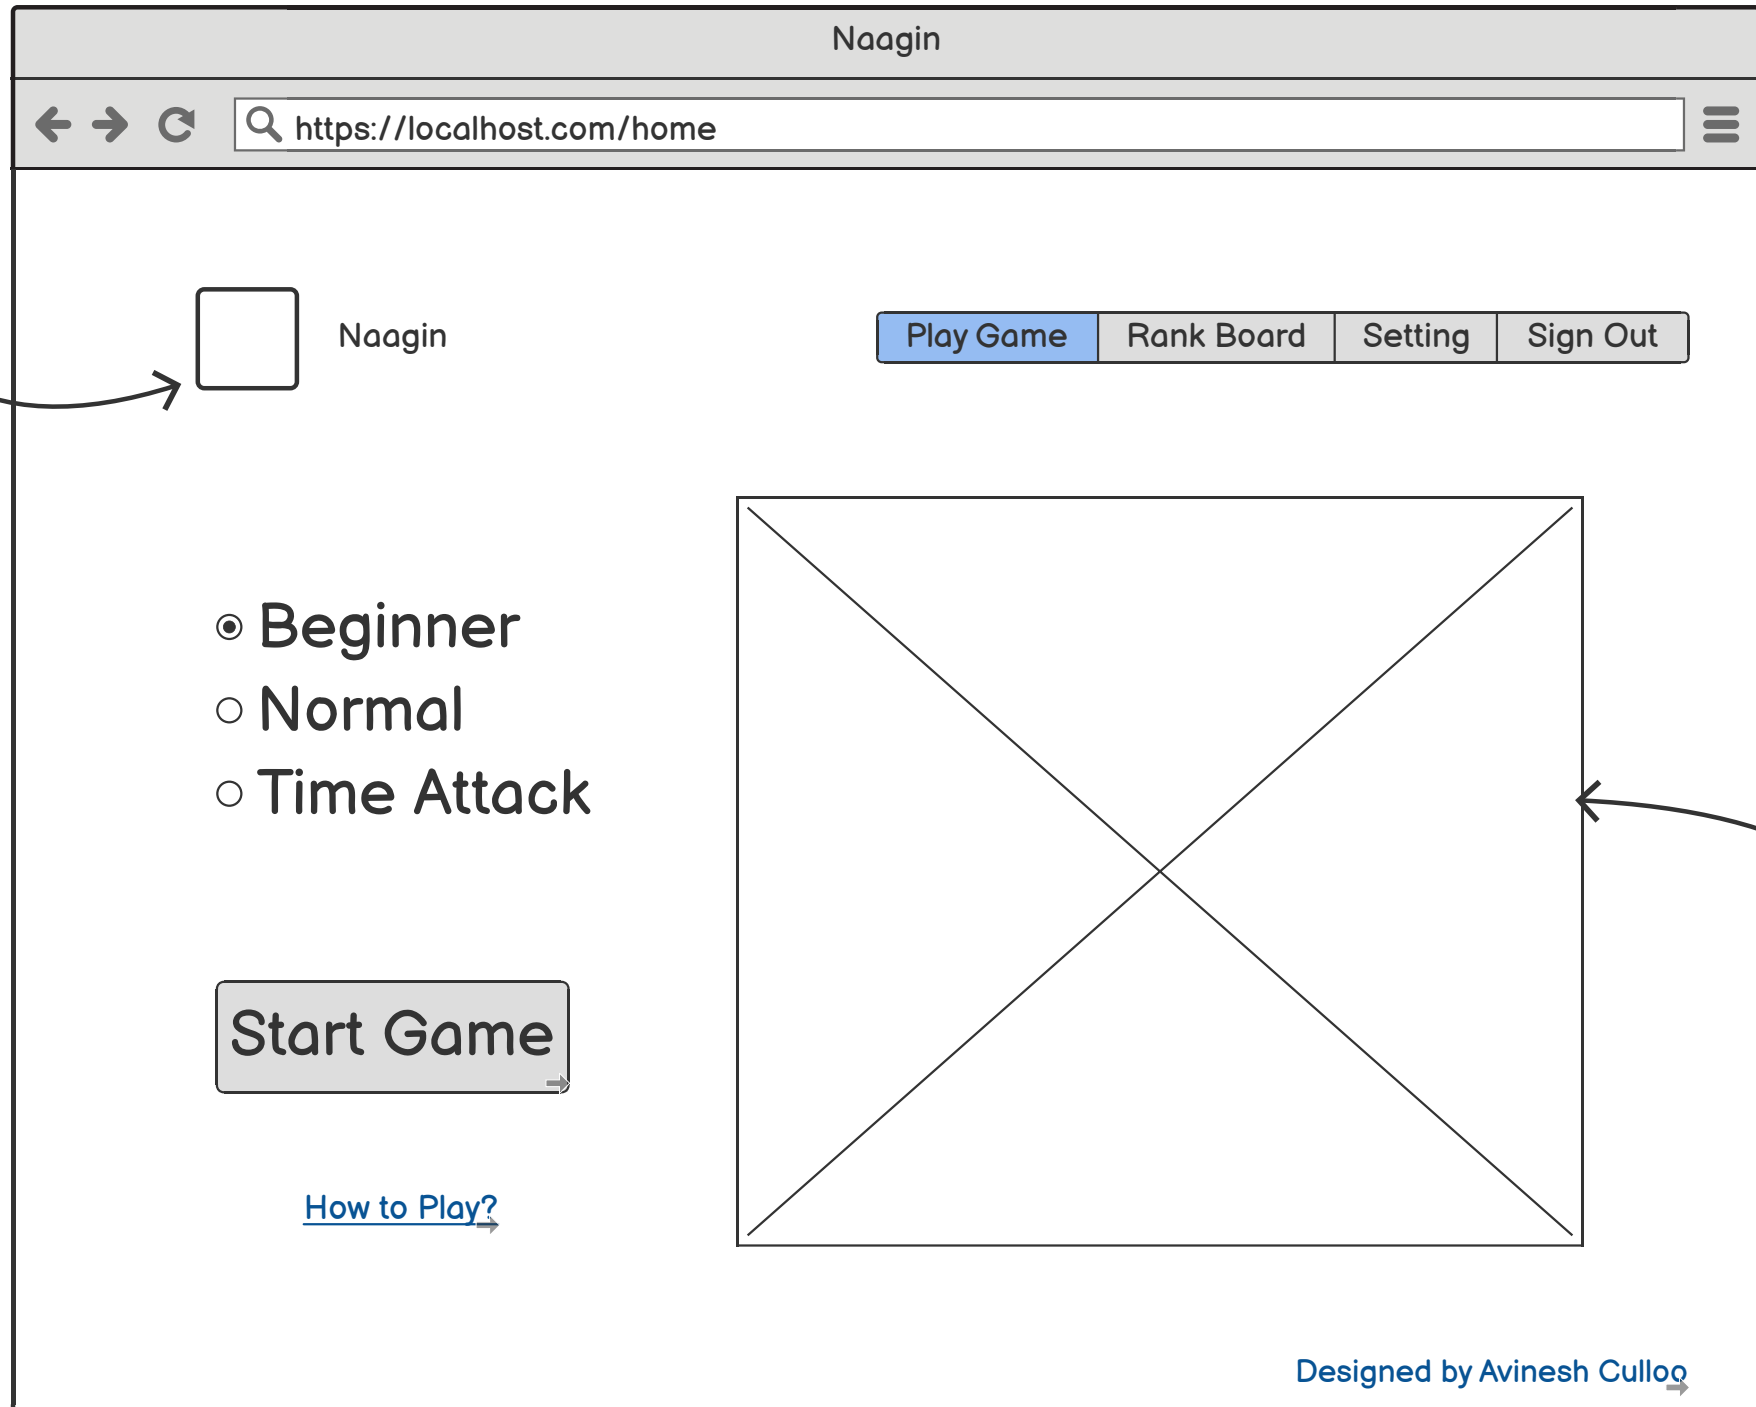 Naagin
https://localhost.com/home
Naagin
Play Game Rank Board Setting Sign Out
Beginner
Normal
Time Attack
Start Game
How to Play?
Designed by Avinesh Culloo